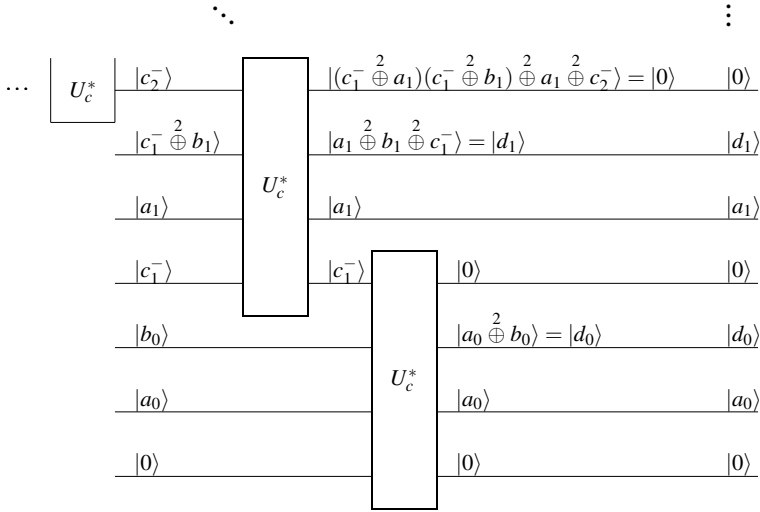 ⋱ ⋮
⋯ U_c^* |c_2^-⟩ |(c_1^- ⊕^2 a_1)(c_1^- ⊕^2 b_1) ⊕^2 a_1 ⊕^2 c_2^-⟩ = |0⟩ |0⟩
|c_1^- ⊕^2 b_1⟩ |a_1 ⊕^2 b_1 ⊕^2 c_1^-⟩ = |d_1⟩ |d_1⟩
U_c^*
|a_1⟩ |a_1⟩ |a_1⟩
|c_1^-⟩ |c_1^-⟩ |0⟩ |0⟩
|b_0⟩ |a_0 ⊕^2 b_0⟩ = |d_0⟩ |d_0⟩
U_c^*
|a_0⟩ |a_0⟩ |a_0⟩
|0⟩ |0⟩ |0⟩